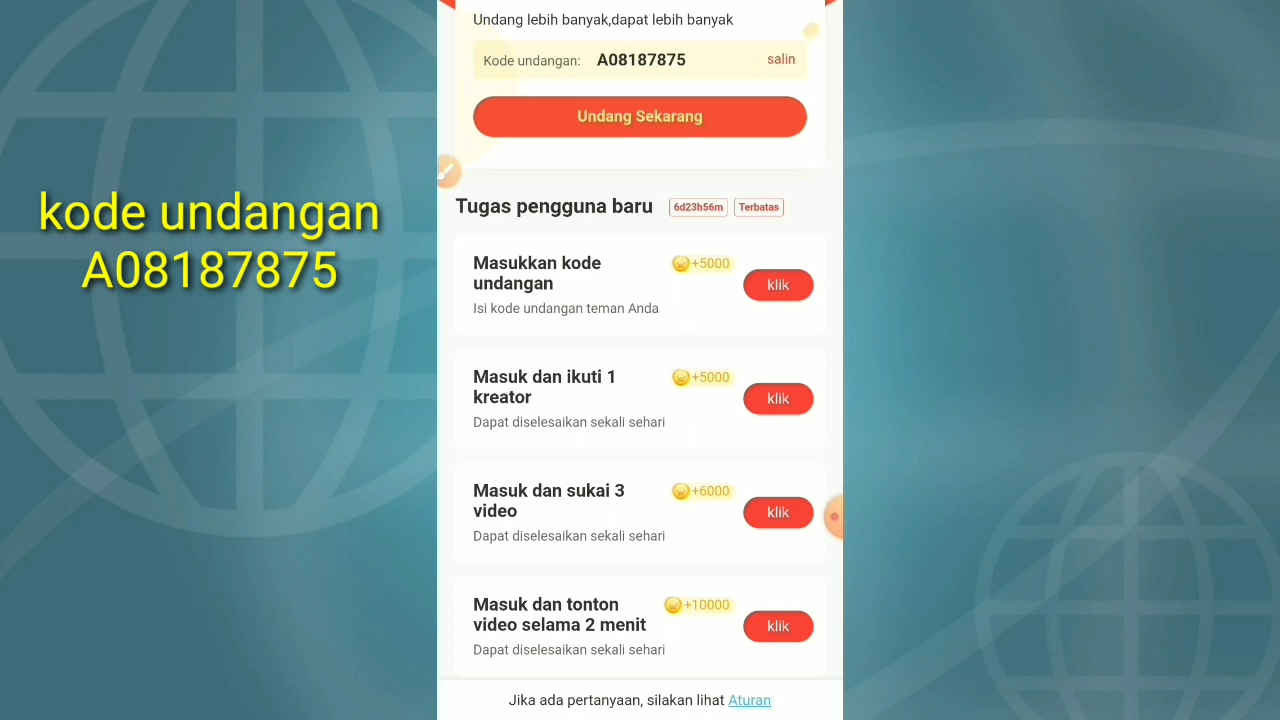 kode undangan
A08187875
Undang lebih banyak,dapat lebih banyak
Kode undangan: A08187875 salin
Undang Sekarang
Tugas pengguna baru 6d23h56m Terbatas
Masukkan kode
undangan
+5000
klik
Isi kode undangan teman Anda
Masuk dan ikuti 1
kreator
+5000
klik
Dapat diselesaikan sekali sehari
Masuk dan sukai 3
video
+6000
klik
Dapat diselesaikan sekali sehari
Masuk dan tonton
video selama 2 menit
+10000
klik
Dapat diselesaikan sekali sehari
Jika ada pertanyaan, silakan lihat Aturan